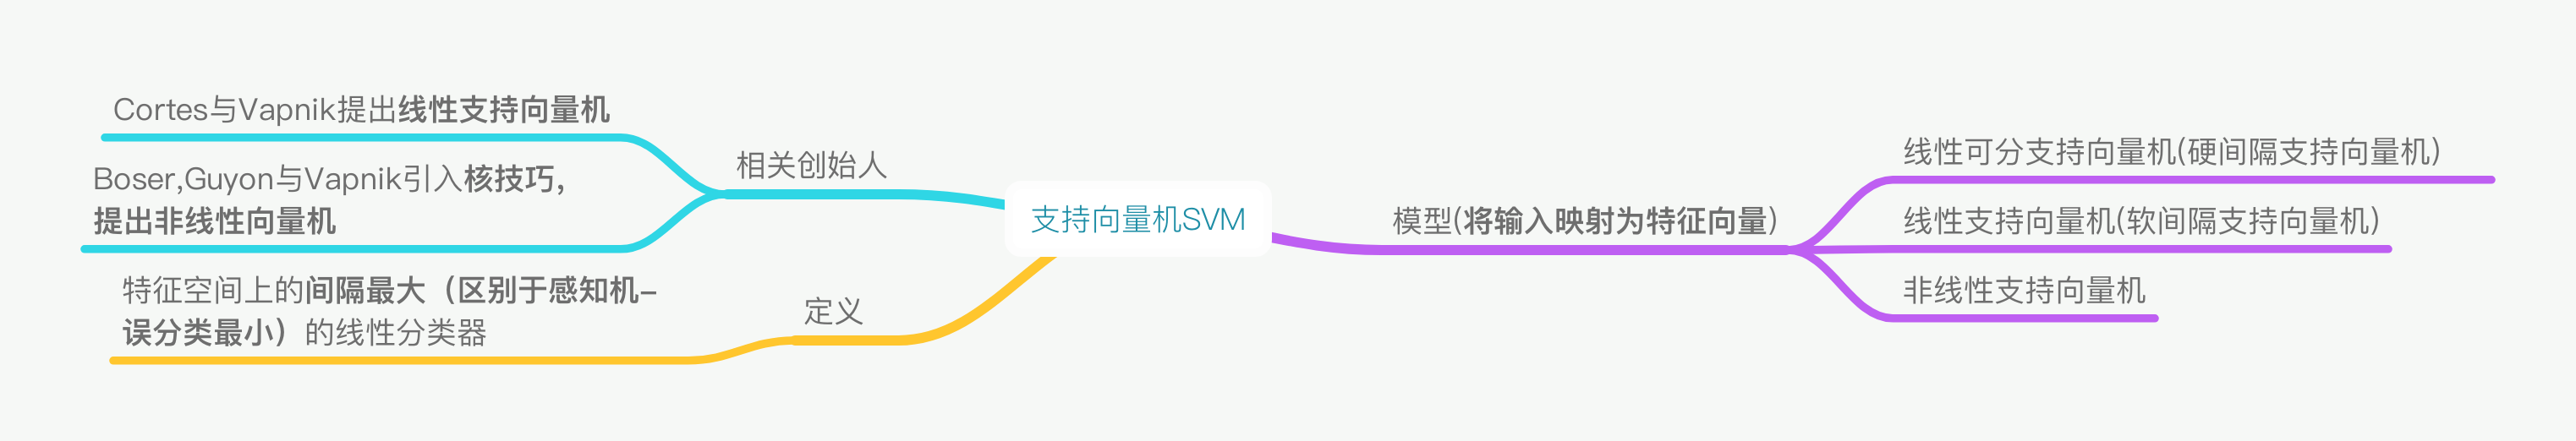 支持向量机SVM
相关创始人
Cortes与Vapnik提出线性支持向量机
Boser,Guyon与Vapnik引入核技巧，
提出非线性向量机
定义
特征空间上的间隔最大（区别于感知机-
误分类最小）的线性分类器
模型(将输入映射为特征向量)
线性可分支持向量机(硬间隔支持向量机)
线性支持向量机(软间隔支持向量机)
非线性支持向量机